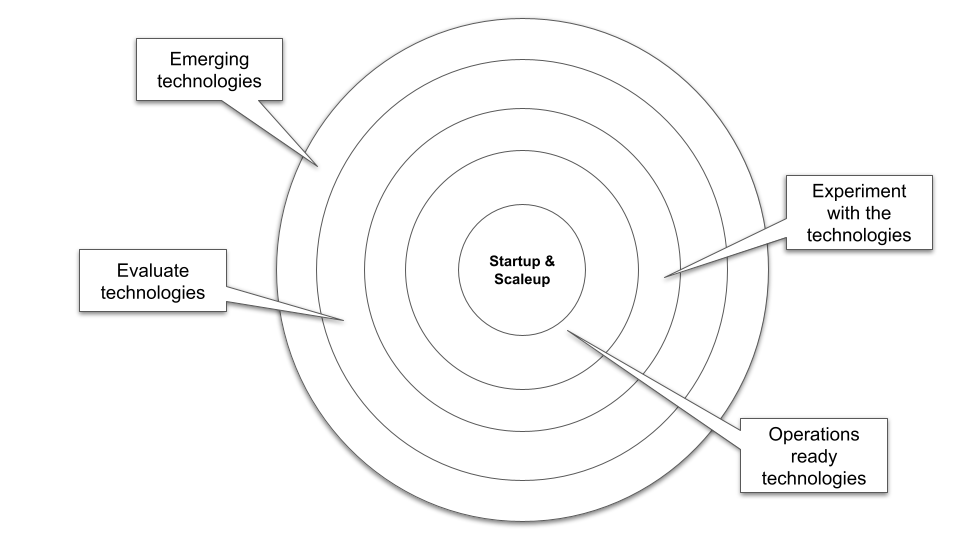 Emerging
technologies
Experiment
with the
technologies
Evaluate
technologies
Startup &
Scaleup
Operations
ready
technologies